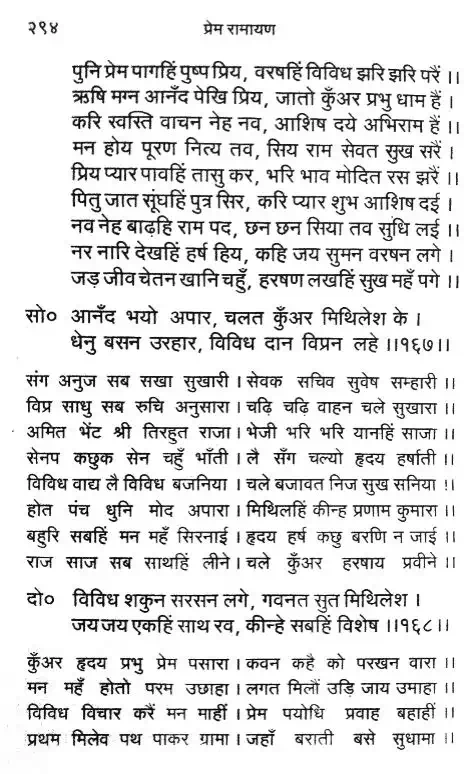 २९४
प्रेम रामायण
पुनि प्रेम पागहिं पुष्प प्रिय, वरषहिं विविध झरि झरि परैं ।।
ऋषि मग्न आनँद पेखि प्रिय, जातो कुँअर प्रभु धाम हैं ।
करि स्वस्ति वाचन नेह नव, आशिष दये अभिराम हैं ।।
मन होय पूरण नित्य तव, सिय राम सेवत सुख सरैं ।
प्रिय प्यार पावहिं तासु कर, भरि भाव मोदित रस झरैं ।।
पितु जात सूंघहिं पुत्र सिर, करि प्यार शुभ आशिष दई ।
नव नेह बाढ़हि राम पद, छन छन सिया तव सुधि लई ।।
नर नारि देखहिं हर्ष हिय, कहि जय सुमन वरषन लगे ।
जड़ जीव चेतन खानि चहुँ, हरषण लखहिं सुख महँ पगे ।।
सो० आनँद भयो अपार, चलत कुँअर मिथिलेश के ।
धेनु बसन उरहार, विविध दान विप्रन लहे ।।१६७।।
संग अनुज सब सखा सुखारी । सेवक सचिव सुवेष सम्हारी ।।
विप्र साधु सब रुचि अनुसारा । चढ़ि चढ़ि वाहन चले सुखारा ।।
अमित भेंट श्री तिरहुत राजा । भेजी भरि भरि यानहिं साजा ।।
सेनप कछुक सेन चहुँ भाँती । लै सँग चल्यो हृदय हर्षाती ।।
विविध वाद्य लै विविध बजनिया । चले बजावत निज सुख सनिया ।।
होत पंच धुनि मोद अपारा । मिथिलहिं कीन्ह प्रणाम कुमारा ।।
बहुरि सबहिं मन महँ सिरनाई । हृदय हर्ष कछु बरणि न जाई ।।
राज साज सब साथहिं लीने । चले कुँअर हरषाय प्रवीने ।।
दो० विविध शकुन सरसन लगे, गवनत सुत मिथिलेश ।
जय जय एकहिं साथ रव, कीन्हे सबहिं विशेष ।।१६८।।
कुँअर हृदय प्रभु प्रेम पसारा । कवन कहै को परखन वारा ।।
मन महँ होतो परम उछाहा । लगत मिलौं उड़ि जाय उमाहा ।।
विविध विचार करैं मन माहीं । प्रेम पयोधि प्रवाह बहाहीं ।।
प्रथम मिलेव पथ पाकर ग्रामा । जहाँ बराती बसे सुधामा ।।